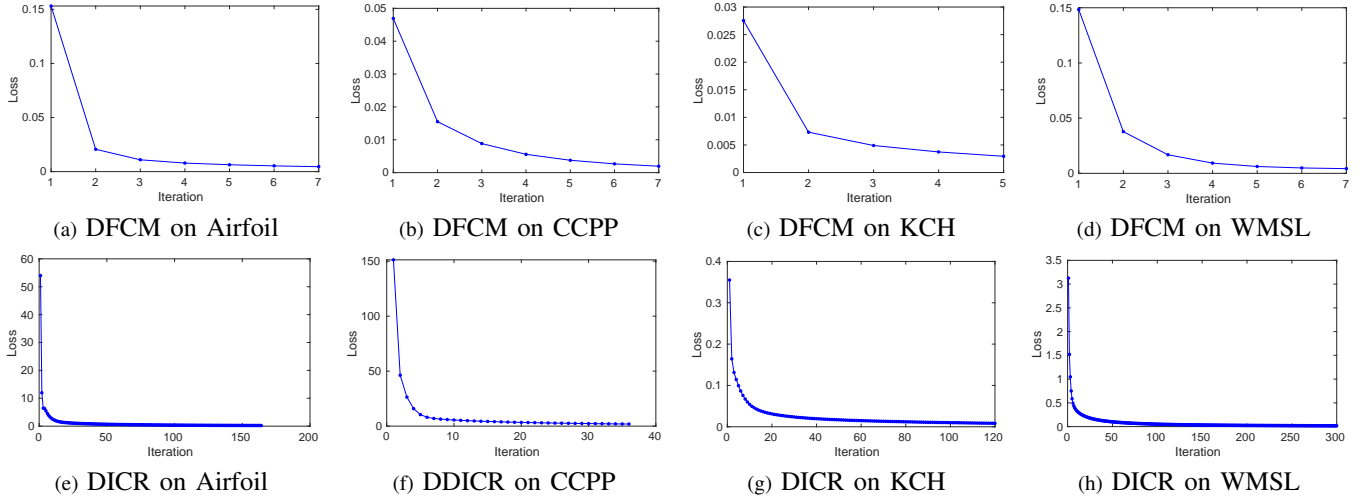 0.15
0.1
0.05
0
Loss
1 2 3 4 5 6 7
Iteration
(a) DFCM on Airfoil
0.05
0.04
0.03
0.02
0.01
0
Loss
1 2 3 4 5 6 7
Iteration
(b) DFCM on CCPP
0.03
0.025
0.02
0.015
0.01
0.005
0
Loss
1 2 3 4 5
Iteration
(c) DFCM on KCH
0.15
0.1
0.05
0
Loss
1 2 3 4 5 6 7
Iteration
(d) DFCM on WMSL
60
50
40
30
20
10
0
Loss
0 50 100 150 200
Iteration
(e) DICR on Airfoil
150
100
50
Loss
0 10 20 30 40
Iteration
(f) DDICR on CCPP
0.4
0.3
0.2
0.1
0
Loss
0 20 40 60 80 100 120
Iteration
(g) DICR on KCH
3.5
3
2.5
2
1.5
1
0.5
0
Loss
0 50 100 150 200 250 300
Iteration
(h) DICR on WMSL